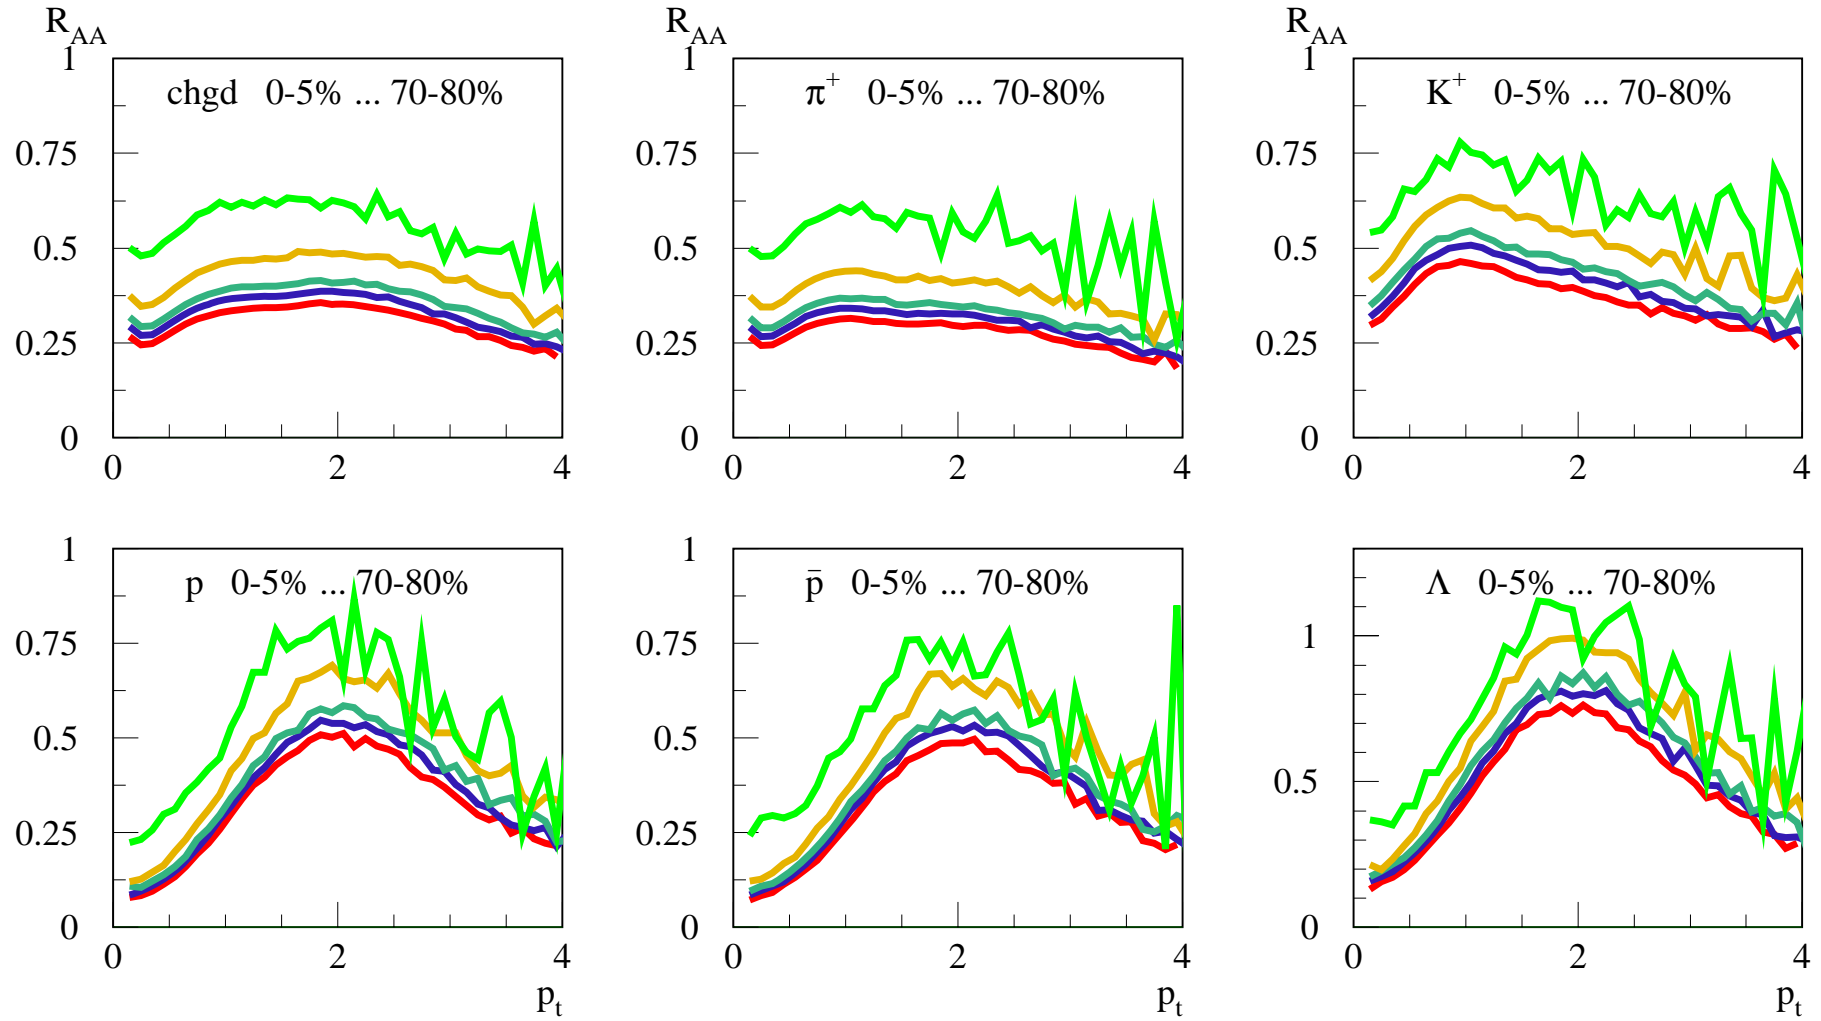 R_AA R_AA R_AA
1 1 1
chgd 0-5% ... 70-80% π⁺ 0-5% ... 70-80% K⁺ 0-5% ... 70-80%
0.75 0.75 0.75
0.5 0.5 0.5
0.25 0.25 0.25
0 0 0
0 2 4 0 2 4 0 2 4
1 1
p 0-5% ... 70-80% p̄ 0-5% ... 70-80% Λ 0-5% ... 70-80%
0.75 0.75 1
0.5 0.5 0.5
0.25 0.25
0 0 0
0 2 4 0 2 4 0 2 4
p_t p_t p_t